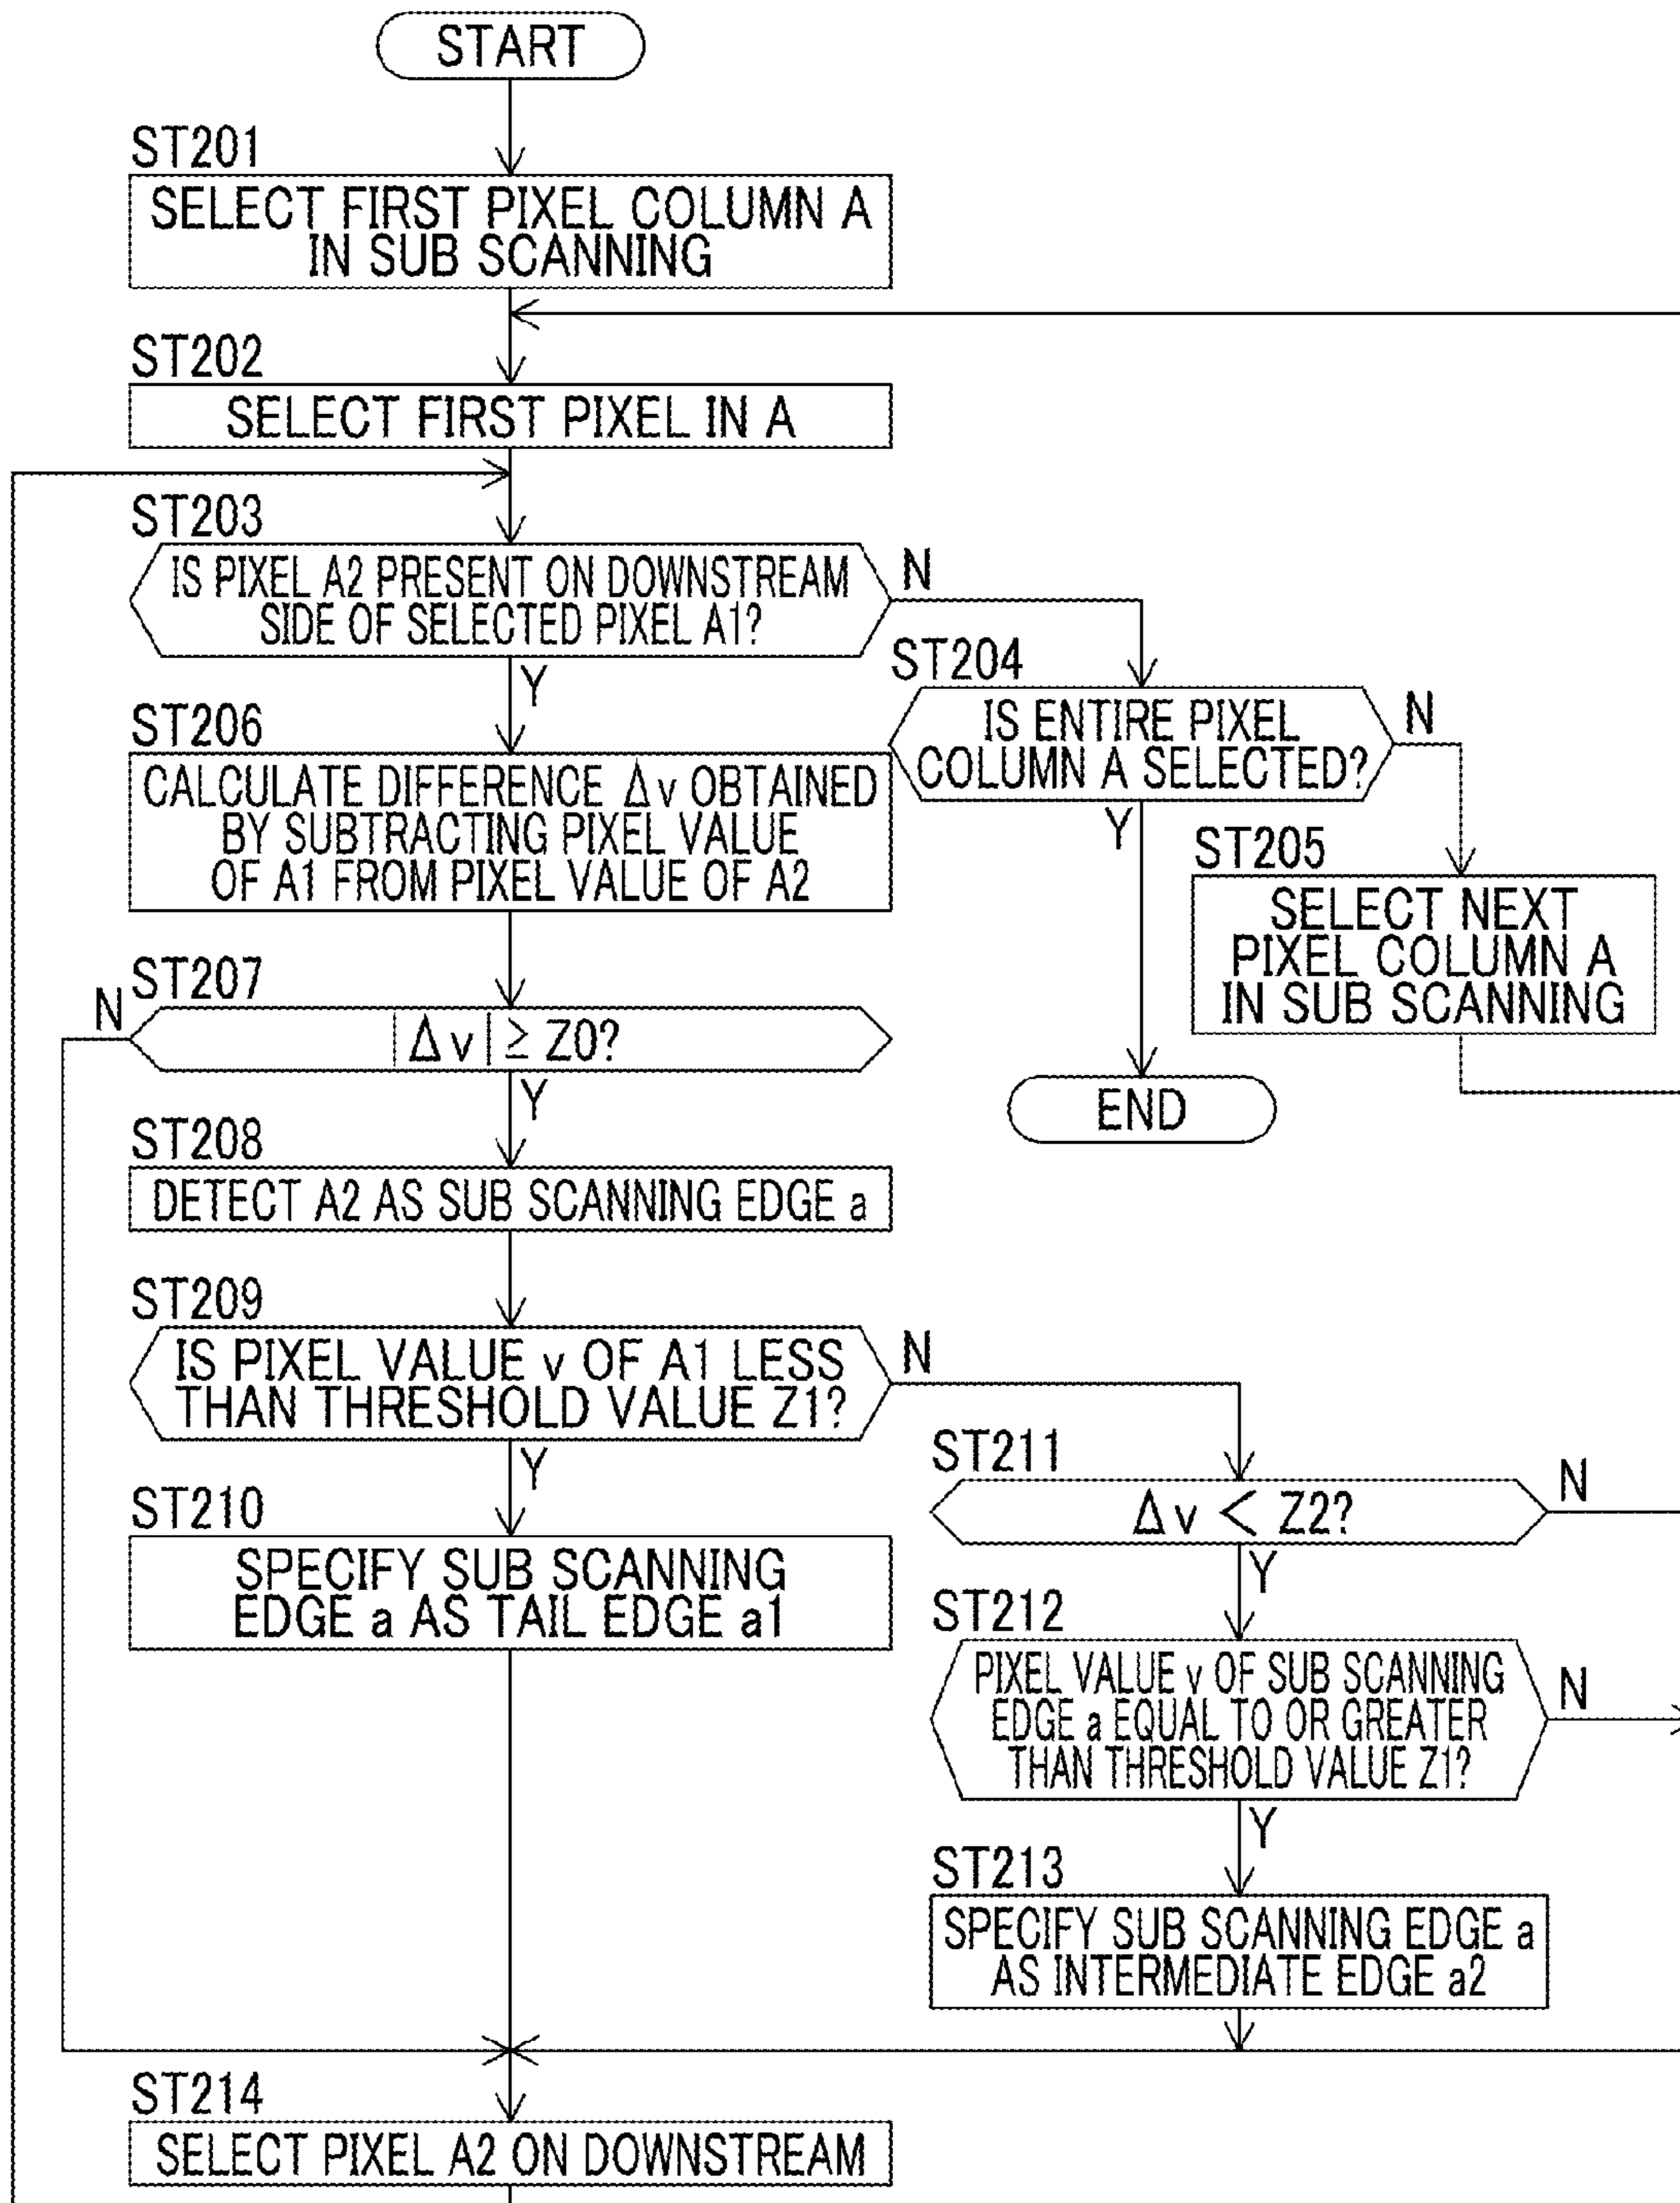 START
ST201
SELECT FIRST PIXEL COLUMN A
IN SUB SCANNING
ST202
SELECT FIRST PIXEL IN A
ST203
IS PIXEL A2 PRESENT ON DOWNSTREAM
SIDE OF SELECTED PIXEL A1?
N
Y
ST204
IS ENTIRE PIXEL
COLUMN A SELECTED?
N
Y
ST205
SELECT NEXT
PIXEL COLUMN A
IN SUB SCANNING
END
ST206
CALCULATE DIFFERENCE Δv OBTAINED
BY SUBTRACTING PIXEL VALUE
OF A1 FROM PIXEL VALUE OF A2
ST207
N
|Δv| ≥ Z0?
Y
ST208
DETECT A2 AS SUB SCANNING EDGE a
ST209
IS PIXEL VALUE v OF A1 LESS
THAN THRESHOLD VALUE Z1?
N
Y
ST210
SPECIFY SUB SCANNING
EDGE a AS TAIL EDGE a1
ST211
Δv < Z2?
N
Y
ST212
PIXEL VALUE v OF SUB SCANNING
EDGE a EQUAL TO OR GREATER
THAN THRESHOLD VALUE Z1?
N
Y
ST213
SPECIFY SUB SCANNING EDGE a
AS INTERMEDIATE EDGE a2
ST214
SELECT PIXEL A2 ON DOWNSTREAM